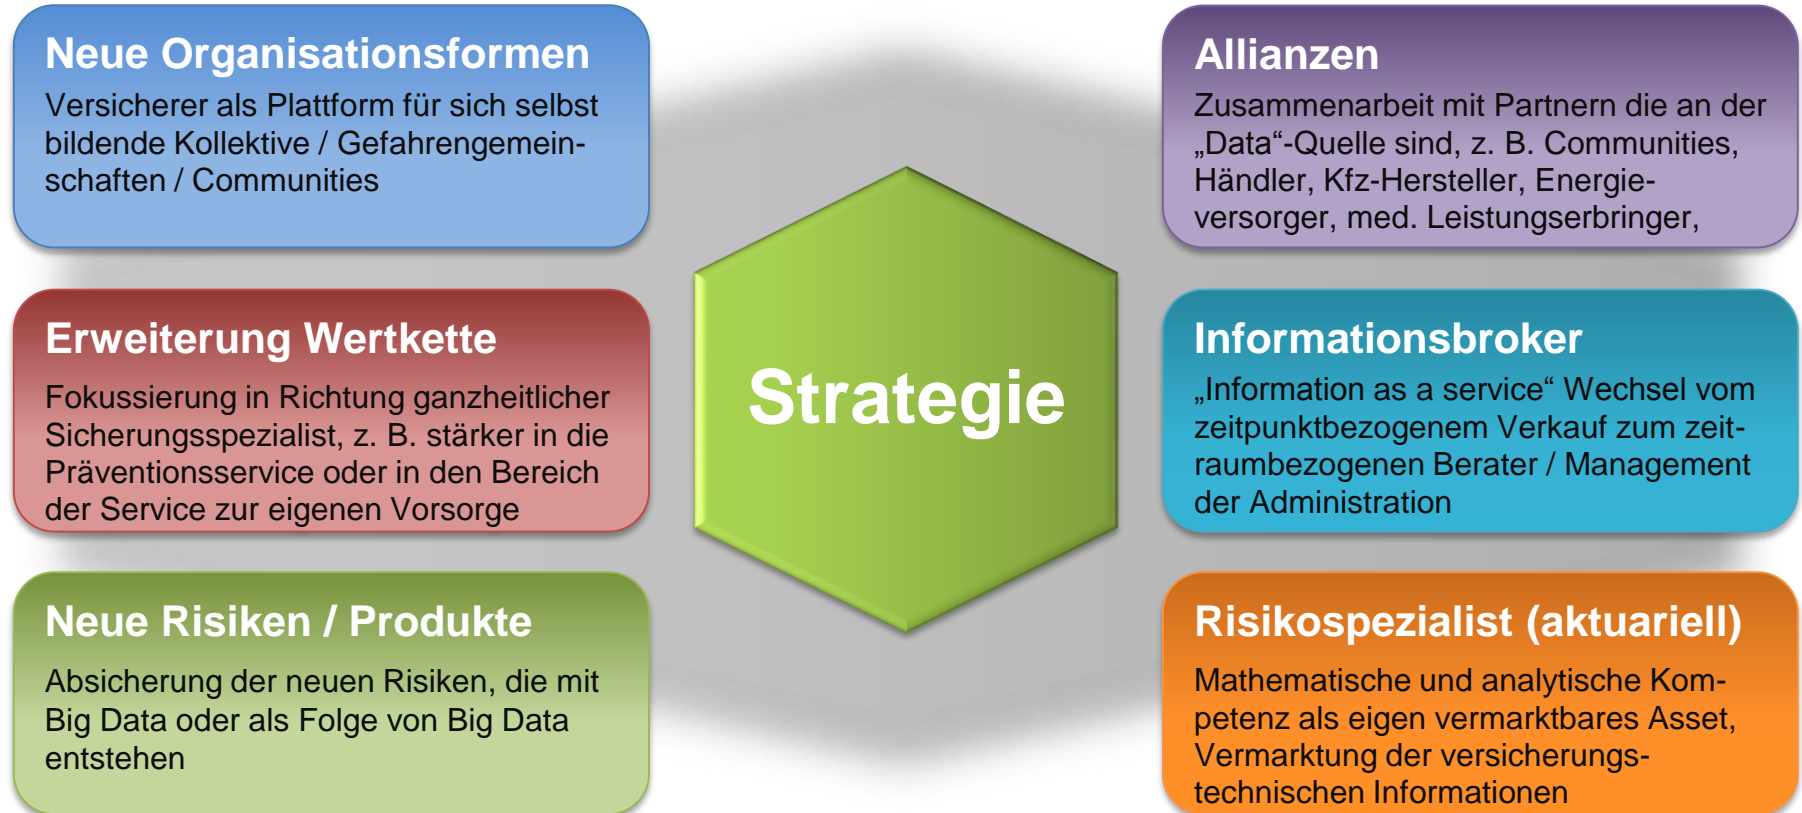 Neue Organisationsformen
Versicherer als Plattform für sich selbst
bildende Kollektive / Gefahrengemein-
schaften / Communities
Erweiterung Wertkette
Fokussierung in Richtung ganzheitlicher
Sicherungsspezialist, z. B. stärker in die
Präventionsservice oder in den Bereich
der Service zur eigenen Vorsorge
Neue Risiken / Produkte
Absicherung der neuen Risiken, die mit
Big Data oder als Folge von Big Data
entstehen
Strategie
Allianzen
Zusammenarbeit mit Partnern die an der
„Data“-Quelle sind, z. B. Communities,
Händler, Kfz-Hersteller, Energie-
versorger, med. Leistungserbringer,
Informationsbroker
„Information as a service“ Wechsel vom
zeitpunktbezogenem Verkauf zum zeit-
raumbezogenen Berater / Management
der Administration
Risikospezialist (aktuariell)
Mathematische und analytische Kom-
petenz als eigen vermarktbares Asset,
Vermarktung der versicherungs-
technischen Informationen